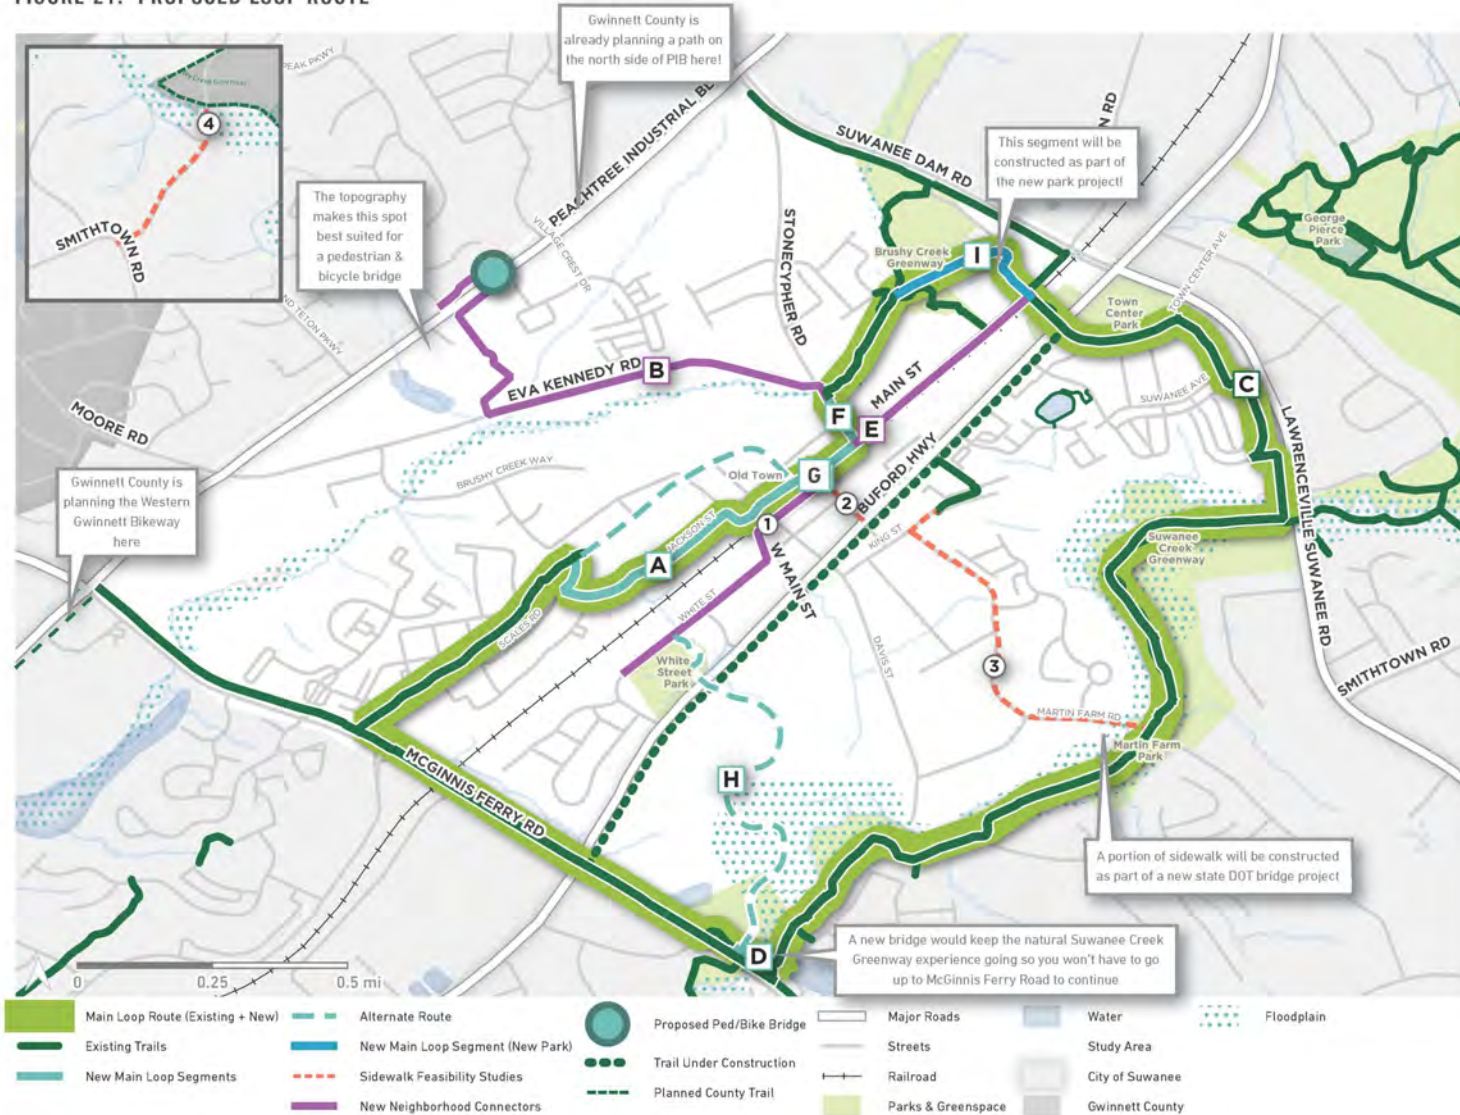 FIGURE 21: PROPOSED LOOP ROUTE
Gwinnett County is
already planning a path on
the north side of PIB here!
PEAK PKWY
4
SMITHTOWN RD
The topography
makes this spot
best suited for
a pedestrian &
bicycle bridge
PEACHTREE INDUSTRIAL BL
VILLAGE CREST DR
SUWANEE DAM RD
N RD
This segment will be
constructed as part of
the new park project!
STONECYPHER RD
Brushy Creek
Greenway
I
George
Pierce
Park
TOWN CENTER AVE
Town
Center
Park
ND TETON PKWY
EVA KENNEDY RD
B
MAIN ST
C
SUWANEE AVE
MOORE RD
F
E
LAWRENCEVILLE SUWANEE RD
BRUSHY CREEK WAY
Old Town
G
BUFORD HWY
2
Gwinnett County is
planning the Western
Gwinnett Bikeway
here
JACKSON ST
1
KING ST
Suwanee
Creek
Greenway
A
W MAIN ST
WHITE ST
SCALES RD
DAVIS ST
White
Street
Park
3
SMITHTOWN RD
MARTIN FARM RD
Martin Farm
Park
MCGINNIS FERRY RD
H
A portion of sidewalk will be constructed
as part of a new state DOT bridge project
D
A new bridge would keep the natural Suwanee Creek
Greenway experience going so you won't have to go
up to McGinnis Ferry Road to continue
0 0.25 0.5 mi
Main Loop Route (Existing + New)
Existing Trails
New Main Loop Segments
Alternate Route
New Main Loop Segment (New Park)
Sidewalk Feasibility Studies
New Neighborhood Connectors
Proposed Ped/Bike Bridge
Trail Under Construction
Planned County Trail
Major Roads
Streets
Railroad
Parks & Greenspace
Water
Study Area
City of Suwanee
Gwinnett County
Floodplain